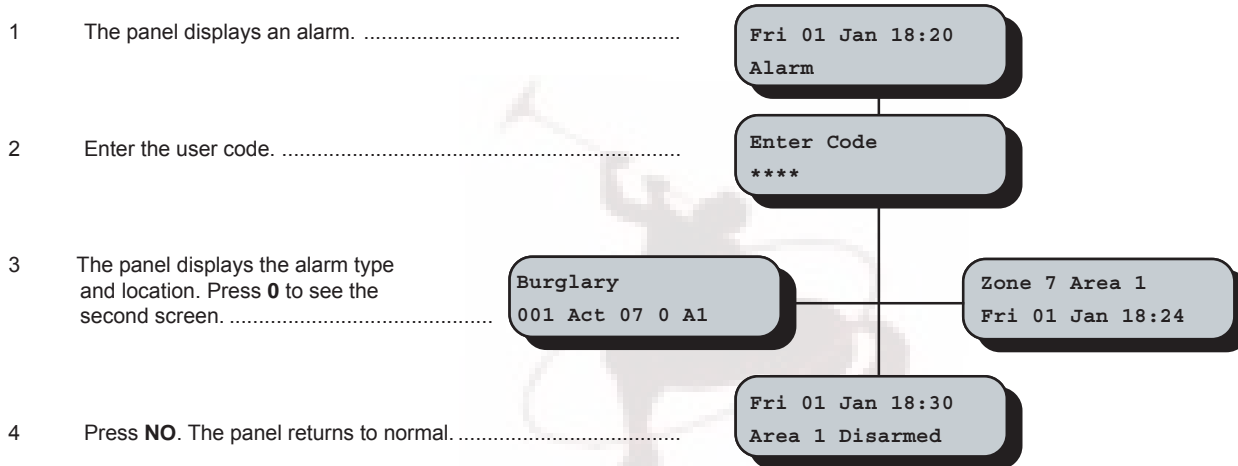 1 The panel displays an alarm. ....................................................
Fri 01 Jan 18:20
Alarm
2 Enter the user code. ..................................................................
Enter Code
****
3 The panel displays the alarm type
and location. Press 0 to see the
second screen. ...........................................
Burglary
001 Act 07 0 A1
Zone 7 Area 1
Fri 01 Jan 18:24
4 Press NO. The panel returns to normal. .....................................
Fri 01 Jan 18:30
Area 1 Disarmed